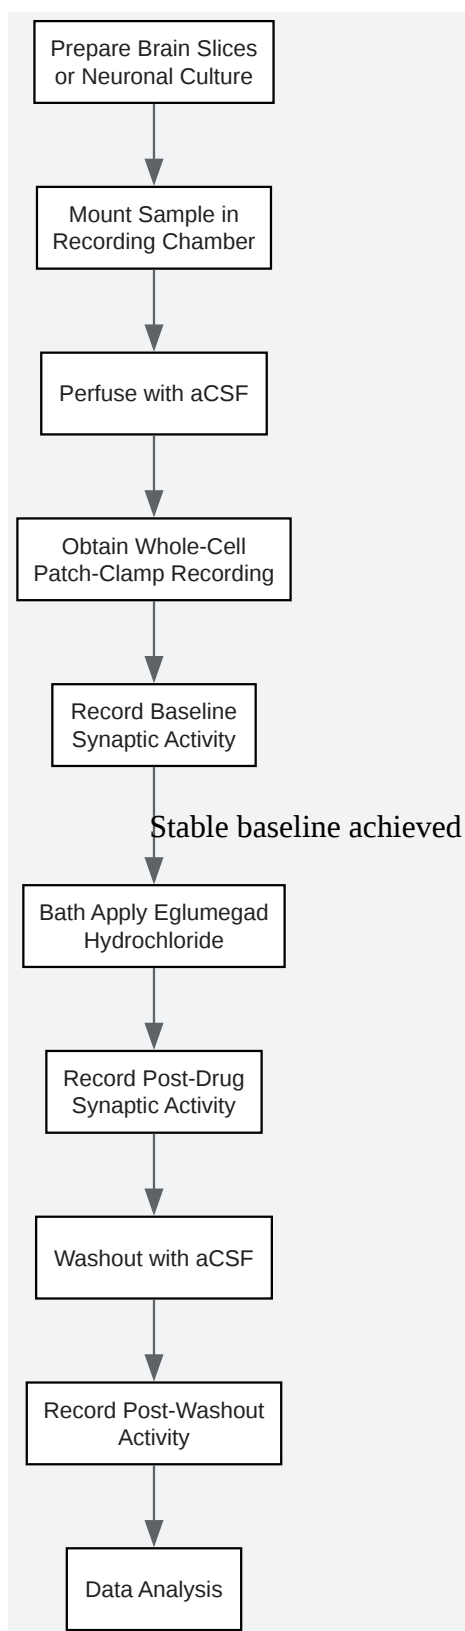 Prepare Brain Slices
or Neuronal Culture
Mount Sample in
Recording Chamber
Perfuse with aCSF
Obtain Whole-Cell
Patch-Clamp Recording
Record Baseline
Synaptic Activity
Stable baseline achieved
Bath Apply Eglumegad
Hydrochloride
Record Post-Drug
Synaptic Activity
Washout with aCSF
Record Post-Washout
Activity
Data Analysis